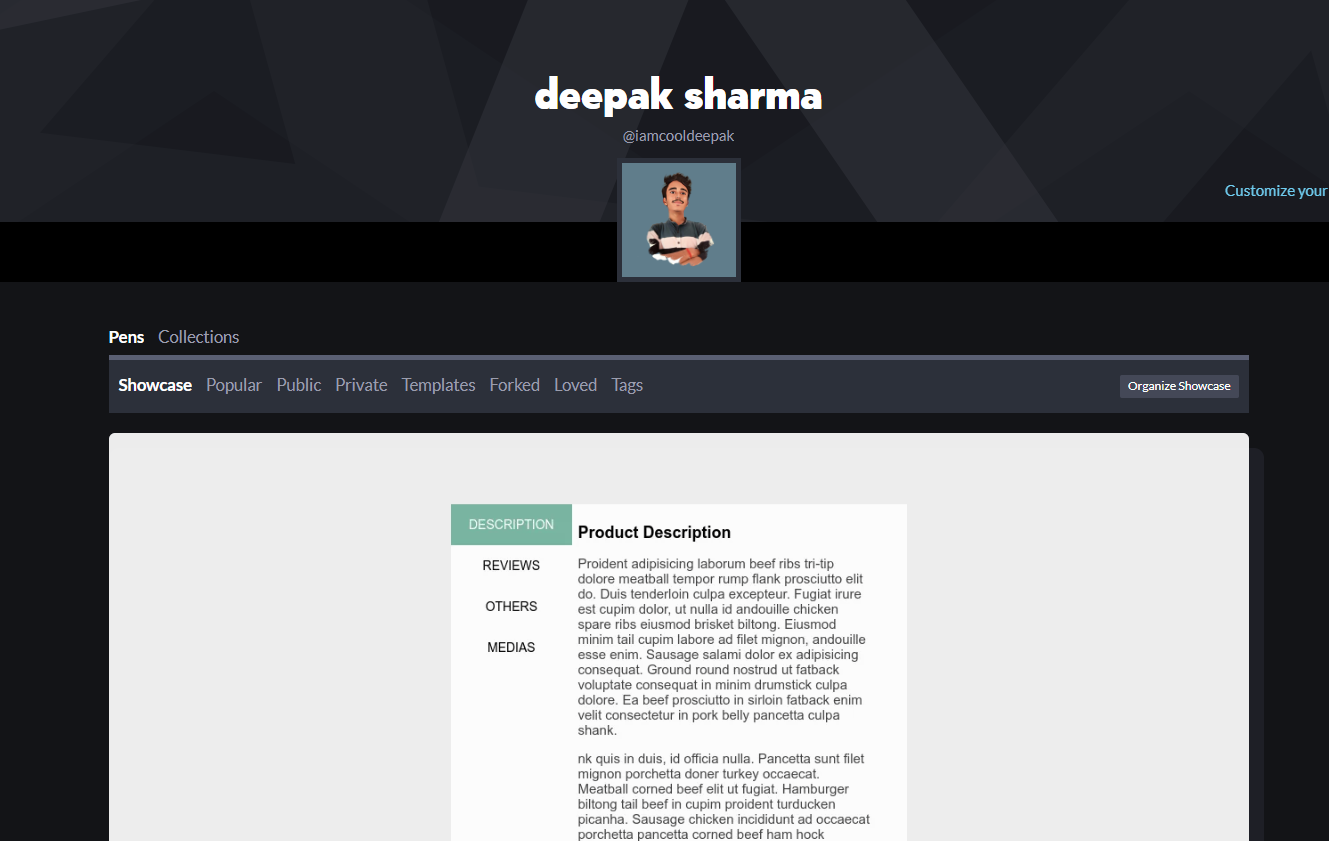 deepak sharma
@iamcooldeepak
Customize your
Pens Collections
Showcase Popular Public Private Templates Forked Loved Tags Organize Showcase
DESCRIPTION
REVIEWS
OTHERS
MEDIAS
Product Description
Proident adipisicing laborum beef ribs tri-tip
dolore meatball tempor rump flank prosciutto elit
do. Duis tenderloin culpa excepteur. Fugiat irure
est cupim dolor, ut nulla id andouille chicken
spare ribs eiusmod brisket biltong. Eiusmod
minim tail cupim labore ad filet mignon, andouille
esse enim. Sausage salami dolor ex adipisicing
consequat. Ground round nostrud ut fatback
voluptate consequat in minim drumstick culpa
dolore. Ea beef prosciutto in sirloin fatback enim
velit consectetur in pork belly pancetta culpa
shank.
nk quis in duis, id officia nulla. Pancetta sunt filet
mignon porchetta doner turkey occaecat.
Meatball corned beef elit ut fugiat. Hamburger
biltong tail beef in cupim proident turducken
picanha. Sausage chicken incididunt ad occaecat
porchetta pancetta corned beef ham hock